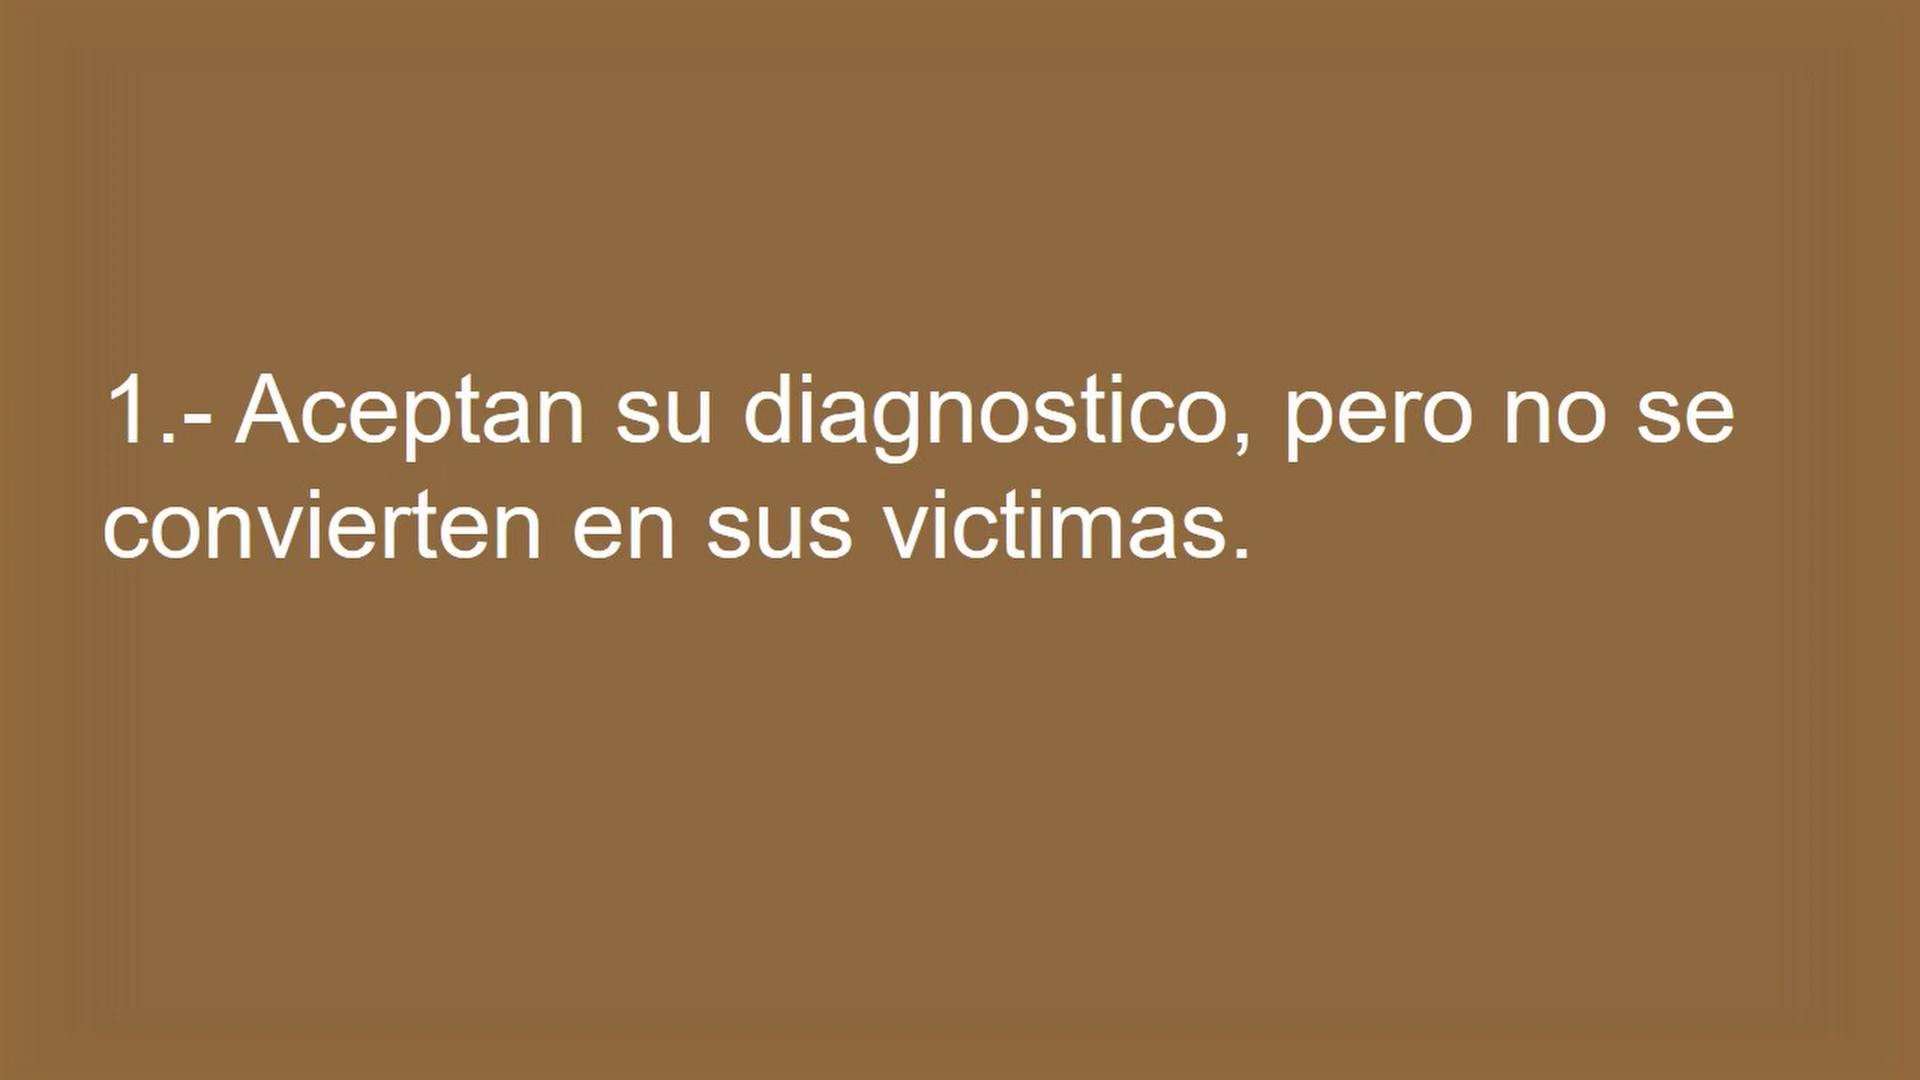 1.- Aceptan su diagnostico, pero no se
convierten en sus victimas.